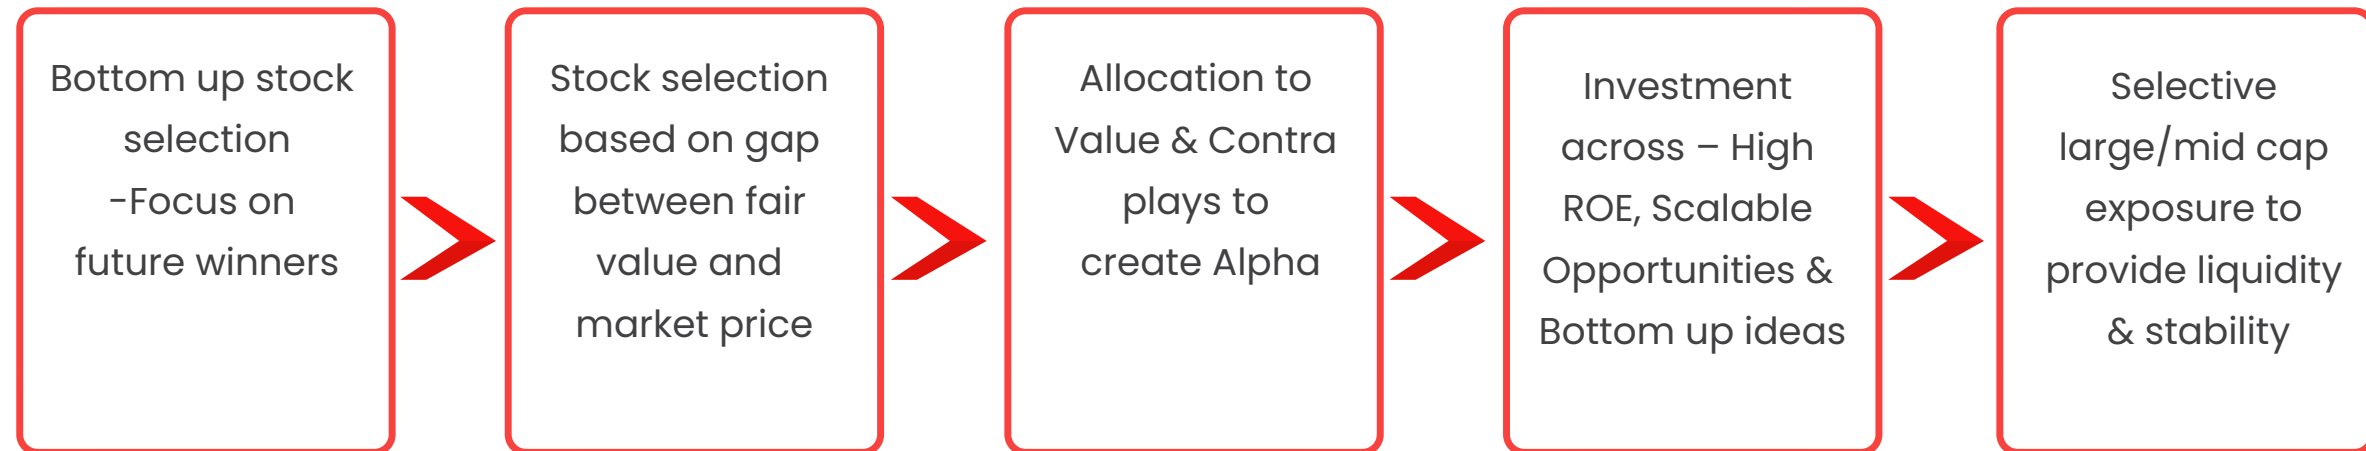 Bottom up stock
selection
-Focus on
future winners
Stock selection
based on gap
between fair
value and
market price
Allocation to
Value & Contra
plays to
create Alpha
Investment
across – High
ROE, Scalable
Opportunities &
Bottom up ideas
Selective
large/mid cap
exposure to
provide liquidity
& stability